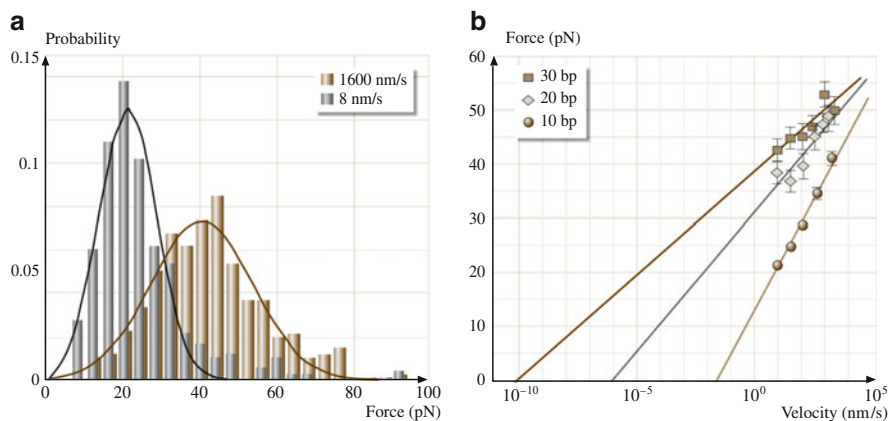 a
Probability
0.15
0.1
0.05
0
1600 nm/s
8 nm/s
0 20 40 60 80 100
Force (pN)
b
Force (pN)
60
50
40
30
20
10
0
30 bp
20 bp
10 bp
10⁻¹⁰ 10⁻⁵ 10⁰ 10⁵
Velocity (nm/s)